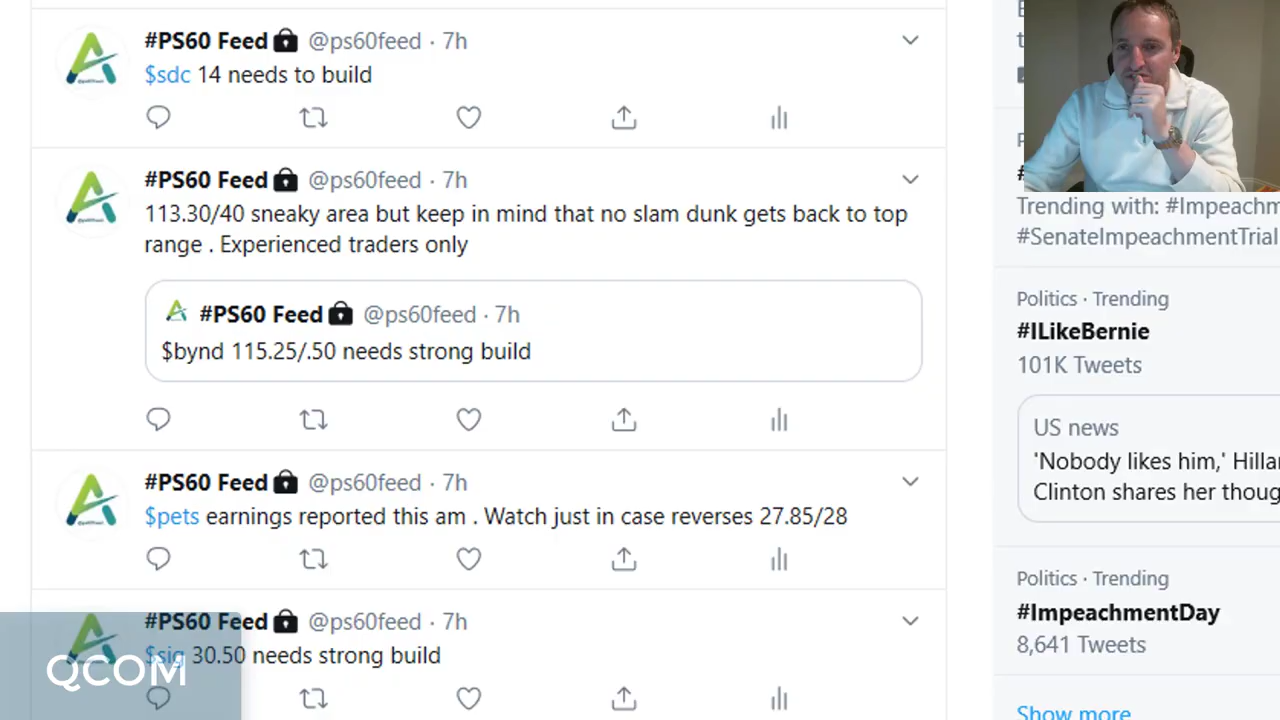 #PS60 Feed @ps60feed · 7h
$sdc 14 needs to build
#PS60 Feed @ps60feed · 7h
113.30/40 sneaky area but keep in mind that no slam dunk gets back to top
range . Experienced traders only
#PS60 Feed @ps60feed · 7h
$bynd 115.25/.50 needs strong build
#PS60 Feed @ps60feed · 7h
$pets earnings reported this am . Watch just in case reverses 27.85/28
#PS60 Feed @ps60feed · 7h
$sig 30.50 needs strong build
QCOM
Trending with: #Impeachm
#SenateImpeachmentTrial
Politics · Trending
#ILikeBernie
101K Tweets
US news
'Nobody likes him,' Hillar
Clinton shares her thoug
Politics · Trending
#ImpeachmentDay
8,641 Tweets
Show more